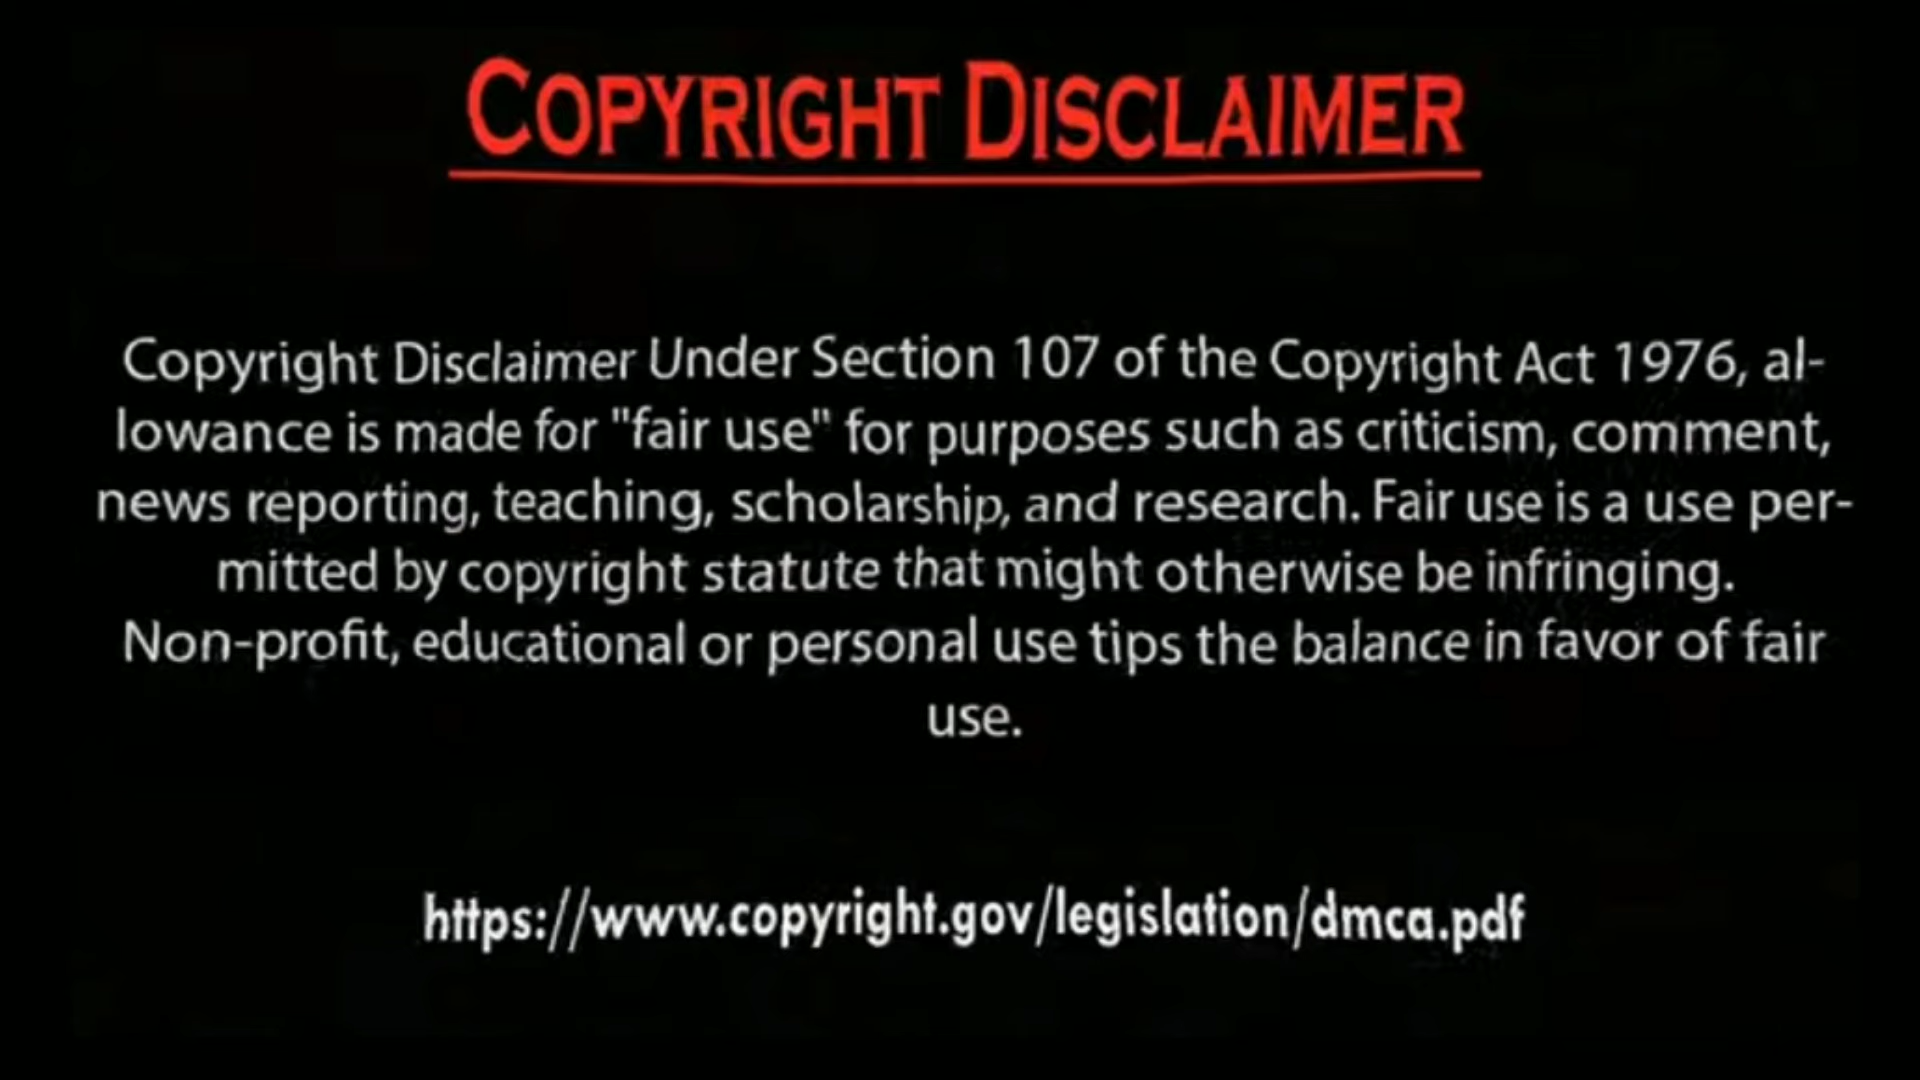 COPYRIGHT DISCLAIMER
Copyright Disclaimer Under Section 107 of the Copyright Act 1976, al-
lowance is made for "fair use" for purposes such as criticism, comment,
news reporting, teaching, scholarship, and research. Fair use is a use per-
mitted by copyright statute that might otherwise be infringing.
Non-profit, educational or personal use tips the balance in favor of fair
use.
https://www.copyright.gov/legislation/dmca.pdf